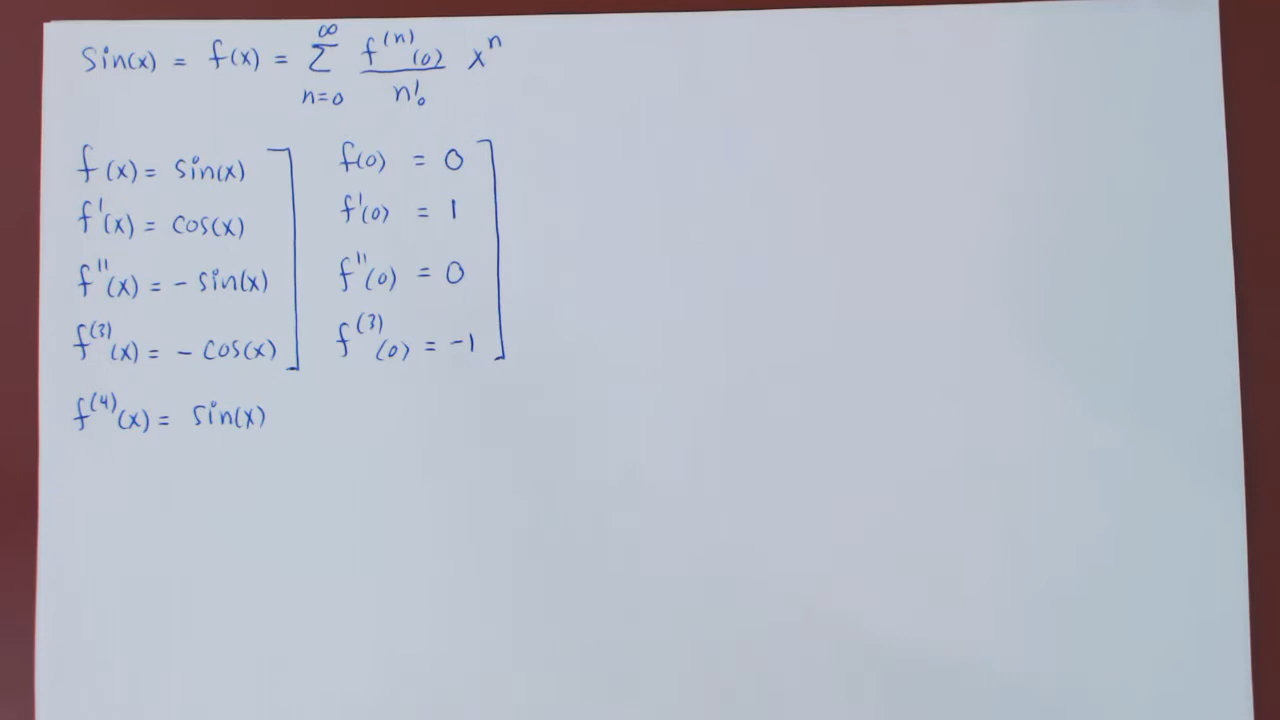 sin(x) = f(x) = ∞ Σ n=0 f⁽ⁿ⁾(0) / n! xⁿ
f(x) = sin(x) f(0) = 0
f'(x) = cos(x) f'(0) = 1
f''(x) = - sin(x) f''(0) = 0
f⁽³⁾(x) = - cos(x) f⁽³⁾(0) = -1
f⁽⁴⁾(x) = sin(x)